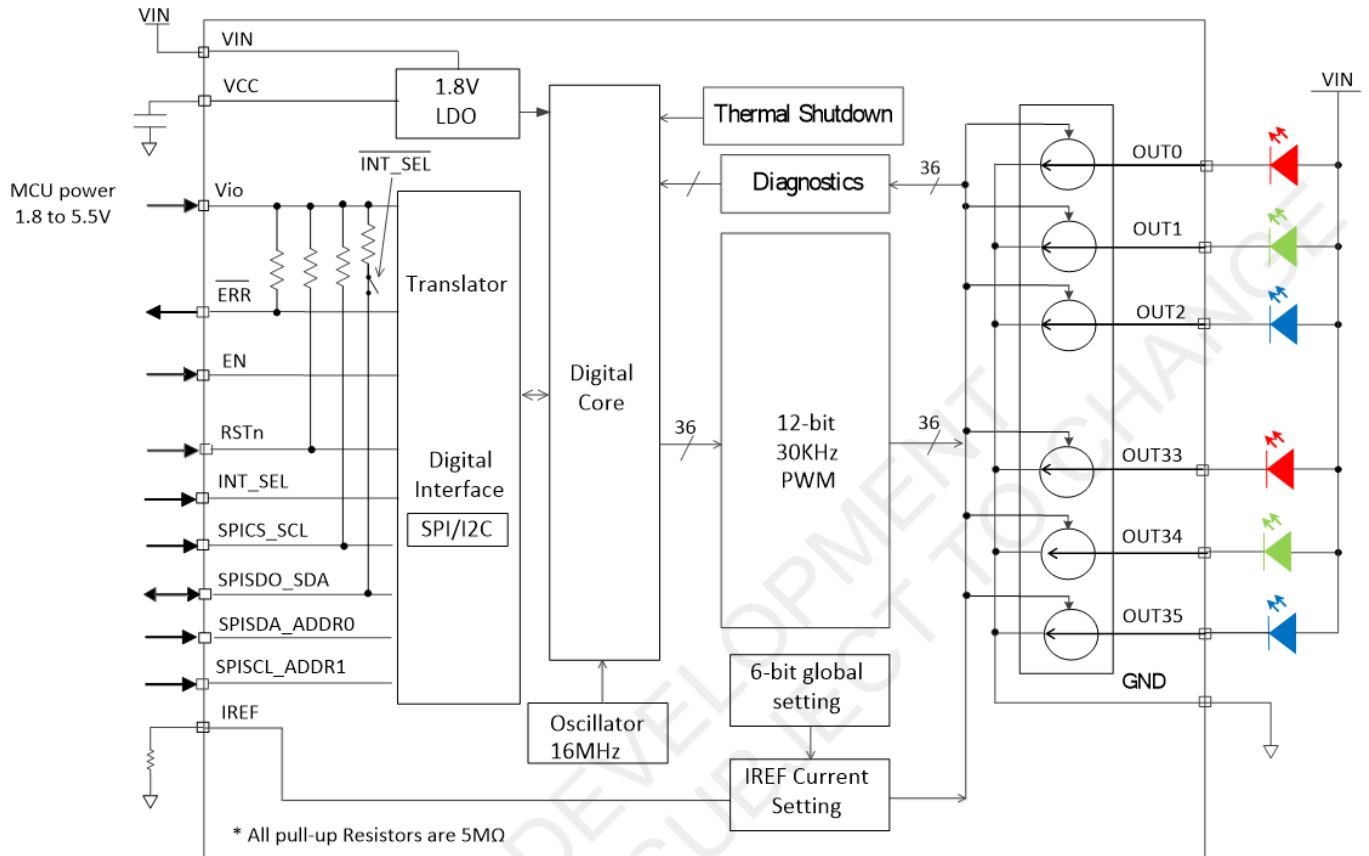 VIN
VIN
VCC
1.8V
LDO
Thermal Shutdown
VIN
INT_SEL
Diagnostics
36
OUT0
MCU power
1.8 to 5.5V
Vio
OUT1
Translator
ERR
OUT2
EN
Digital
Core
RSTn
36
12-bit
30KHz
PWM
36
OUT33
Digital
Interface
INT_SEL
SPI/I2C
SPICS_SCL
OUT34
SPISDO_SDA
OUT35
SPISDA_ADDR0
SPISCL_ADDR1
6-bit global
setting
GND
IREF
Oscillator
16MHz
IREF Current
Setting
* All pull-up Resistors are 5MΩ
DEVELOPMENT
SUBJECT TO CHANGE